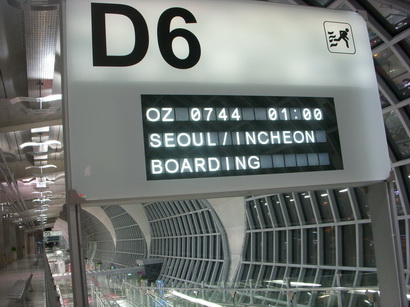 D6
OZ 0744 01:00
SEOUL/INCHEON
BOARDING